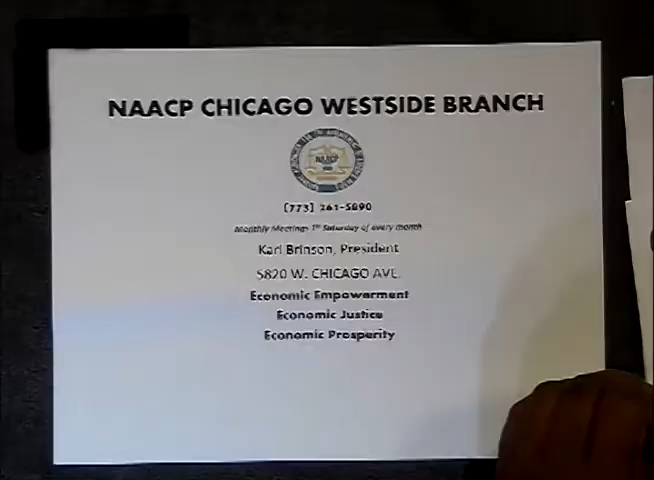 NAACP CHICAGO WESTSIDE BRANCH
NAACP
(773) 261-5890
Monthly Meetings 1st Saturday of every month
Karl Brinson, President
5820 W. CHICAGO AVE.
Economic Empowerment
Economic Justice
Economic Prosperity